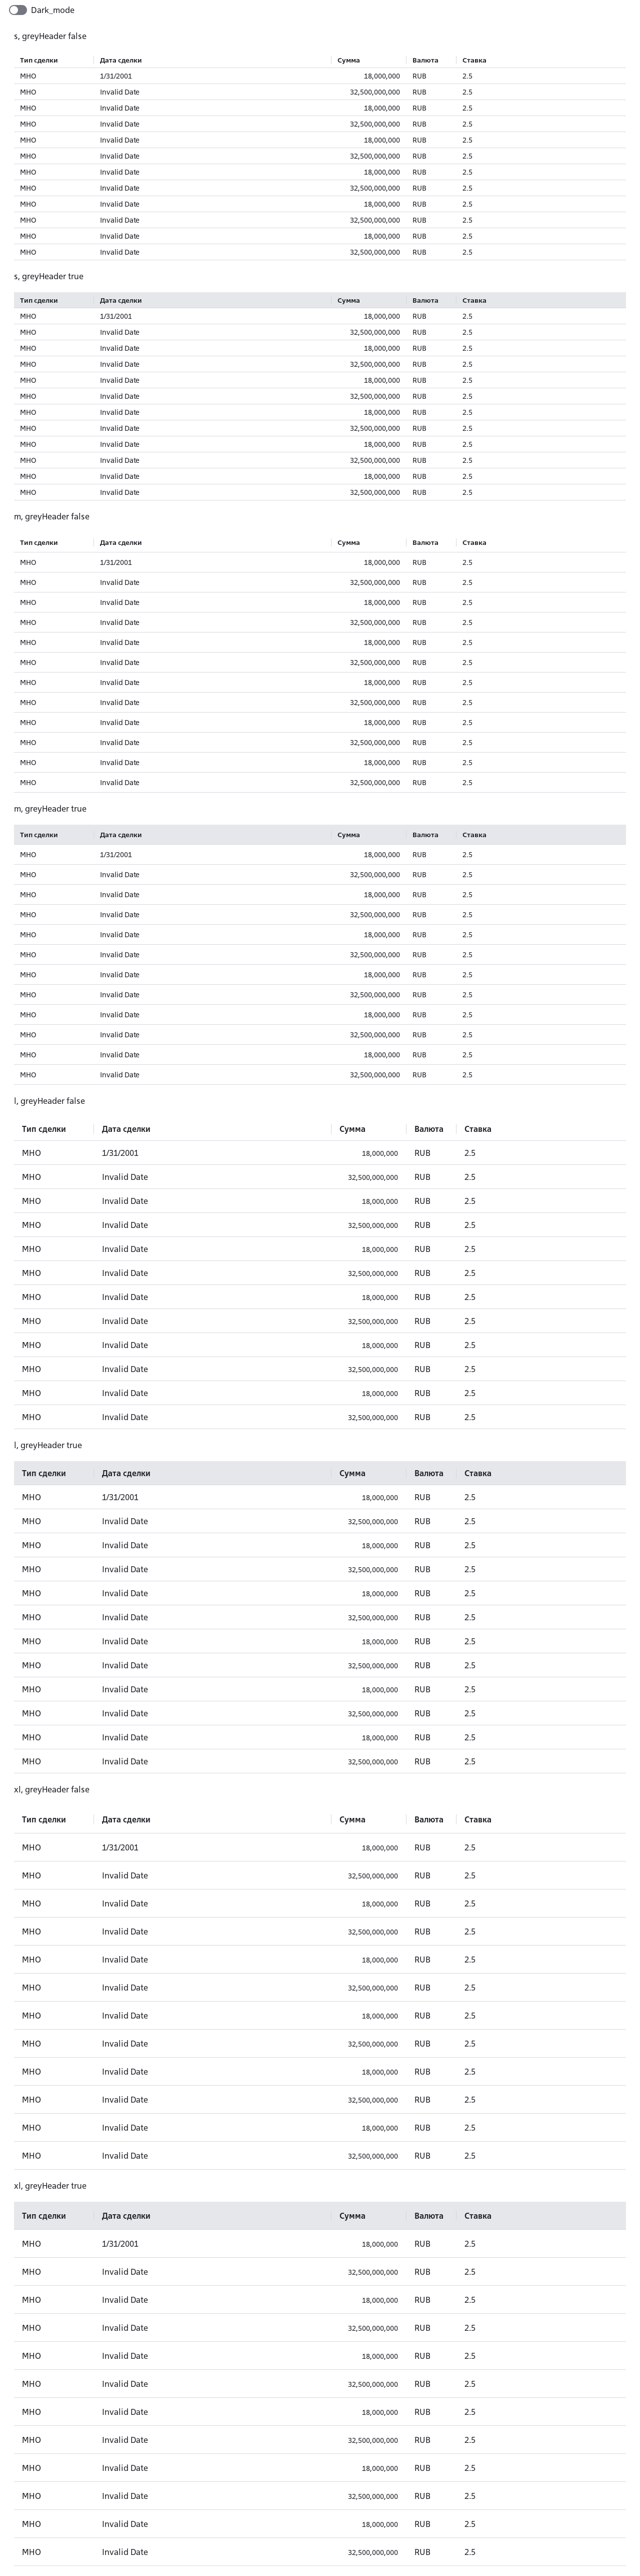 Dark_mode
s, greyHeader false
Тип сделки Дата сделки Сумма Валюта Ставка
МНО 1/31/2001 18,000,000 RUB 2.5
МНО Invalid Date 32,500,000,000 RUB 2.5
МНО Invalid Date 18,000,000 RUB 2.5
МНО Invalid Date 32,500,000,000 RUB 2.5
МНО Invalid Date 18,000,000 RUB 2.5
МНО Invalid Date 32,500,000,000 RUB 2.5
МНО Invalid Date 18,000,000 RUB 2.5
МНО Invalid Date 32,500,000,000 RUB 2.5
МНО Invalid Date 18,000,000 RUB 2.5
МНО Invalid Date 32,500,000,000 RUB 2.5
МНО Invalid Date 18,000,000 RUB 2.5
МНО Invalid Date 32,500,000,000 RUB 2.5
s, greyHeader true
Тип сделки Дата сделки Сумма Валюта Ставка
МНО 1/31/2001 18,000,000 RUB 2.5
МНО Invalid Date 32,500,000,000 RUB 2.5
МНО Invalid Date 18,000,000 RUB 2.5
МНО Invalid Date 32,500,000,000 RUB 2.5
МНО Invalid Date 18,000,000 RUB 2.5
МНО Invalid Date 32,500,000,000 RUB 2.5
МНО Invalid Date 18,000,000 RUB 2.5
МНО Invalid Date 32,500,000,000 RUB 2.5
МНО Invalid Date 18,000,000 RUB 2.5
МНО Invalid Date 32,500,000,000 RUB 2.5
МНО Invalid Date 18,000,000 RUB 2.5
МНО Invalid Date 32,500,000,000 RUB 2.5
m, greyHeader false
Тип сделки Дата сделки Сумма Валюта Ставка
МНО 1/31/2001 18,000,000 RUB 2.5
МНО Invalid Date 32,500,000,000 RUB 2.5
МНО Invalid Date 18,000,000 RUB 2.5
МНО Invalid Date 32,500,000,000 RUB 2.5
МНО Invalid Date 18,000,000 RUB 2.5
МНО Invalid Date 32,500,000,000 RUB 2.5
МНО Invalid Date 18,000,000 RUB 2.5
МНО Invalid Date 32,500,000,000 RUB 2.5
МНО Invalid Date 18,000,000 RUB 2.5
МНО Invalid Date 32,500,000,000 RUB 2.5
МНО Invalid Date 18,000,000 RUB 2.5
МНО Invalid Date 32,500,000,000 RUB 2.5
m, greyHeader true
Тип сделки Дата сделки Сумма Валюта Ставка
МНО 1/31/2001 18,000,000 RUB 2.5
МНО Invalid Date 32,500,000,000 RUB 2.5
МНО Invalid Date 18,000,000 RUB 2.5
МНО Invalid Date 32,500,000,000 RUB 2.5
МНО Invalid Date 18,000,000 RUB 2.5
МНО Invalid Date 32,500,000,000 RUB 2.5
МНО Invalid Date 18,000,000 RUB 2.5
МНО Invalid Date 32,500,000,000 RUB 2.5
МНО Invalid Date 18,000,000 RUB 2.5
МНО Invalid Date 32,500,000,000 RUB 2.5
МНО Invalid Date 18,000,000 RUB 2.5
МНО Invalid Date 32,500,000,000 RUB 2.5
l, greyHeader false
Тип сделки Дата сделки Сумма Валюта Ставка
МНО 1/31/2001 18,000,000 RUB 2.5
МНО Invalid Date 32,500,000,000 RUB 2.5
МНО Invalid Date 18,000,000 RUB 2.5
МНО Invalid Date 32,500,000,000 RUB 2.5
МНО Invalid Date 18,000,000 RUB 2.5
МНО Invalid Date 32,500,000,000 RUB 2.5
МНО Invalid Date 18,000,000 RUB 2.5
МНО Invalid Date 32,500,000,000 RUB 2.5
МНО Invalid Date 18,000,000 RUB 2.5
МНО Invalid Date 32,500,000,000 RUB 2.5
МНО Invalid Date 18,000,000 RUB 2.5
МНО Invalid Date 32,500,000,000 RUB 2.5
l, greyHeader true
Тип сделки Дата сделки Сумма Валюта Ставка
МНО 1/31/2001 18,000,000 RUB 2.5
МНО Invalid Date 32,500,000,000 RUB 2.5
МНО Invalid Date 18,000,000 RUB 2.5
МНО Invalid Date 32,500,000,000 RUB 2.5
МНО Invalid Date 18,000,000 RUB 2.5
МНО Invalid Date 32,500,000,000 RUB 2.5
МНО Invalid Date 18,000,000 RUB 2.5
МНО Invalid Date 32,500,000,000 RUB 2.5
МНО Invalid Date 18,000,000 RUB 2.5
МНО Invalid Date 32,500,000,000 RUB 2.5
МНО Invalid Date 18,000,000 RUB 2.5
МНО Invalid Date 32,500,000,000 RUB 2.5
xl, greyHeader false
Тип сделки Дата сделки Сумма Валюта Ставка
МНО 1/31/2001 18,000,000 RUB 2.5
МНО Invalid Date 32,500,000,000 RUB 2.5
МНО Invalid Date 18,000,000 RUB 2.5
МНО Invalid Date 32,500,000,000 RUB 2.5
МНО Invalid Date 18,000,000 RUB 2.5
МНО Invalid Date 32,500,000,000 RUB 2.5
МНО Invalid Date 18,000,000 RUB 2.5
МНО Invalid Date 32,500,000,000 RUB 2.5
МНО Invalid Date 18,000,000 RUB 2.5
МНО Invalid Date 32,500,000,000 RUB 2.5
МНО Invalid Date 18,000,000 RUB 2.5
МНО Invalid Date 32,500,000,000 RUB 2.5
xl, greyHeader true
Тип сделки Дата сделки Сумма Валюта Ставка
МНО 1/31/2001 18,000,000 RUB 2.5
МНО Invalid Date 32,500,000,000 RUB 2.5
МНО Invalid Date 18,000,000 RUB 2.5
МНО Invalid Date 32,500,000,000 RUB 2.5
МНО Invalid Date 18,000,000 RUB 2.5
МНО Invalid Date 32,500,000,000 RUB 2.5
МНО Invalid Date 18,000,000 RUB 2.5
МНО Invalid Date 32,500,000,000 RUB 2.5
МНО Invalid Date 18,000,000 RUB 2.5
МНО Invalid Date 32,500,000,000 RUB 2.5
МНО Invalid Date 18,000,000 RUB 2.5
МНО Invalid Date 32,500,000,000 RUB 2.5